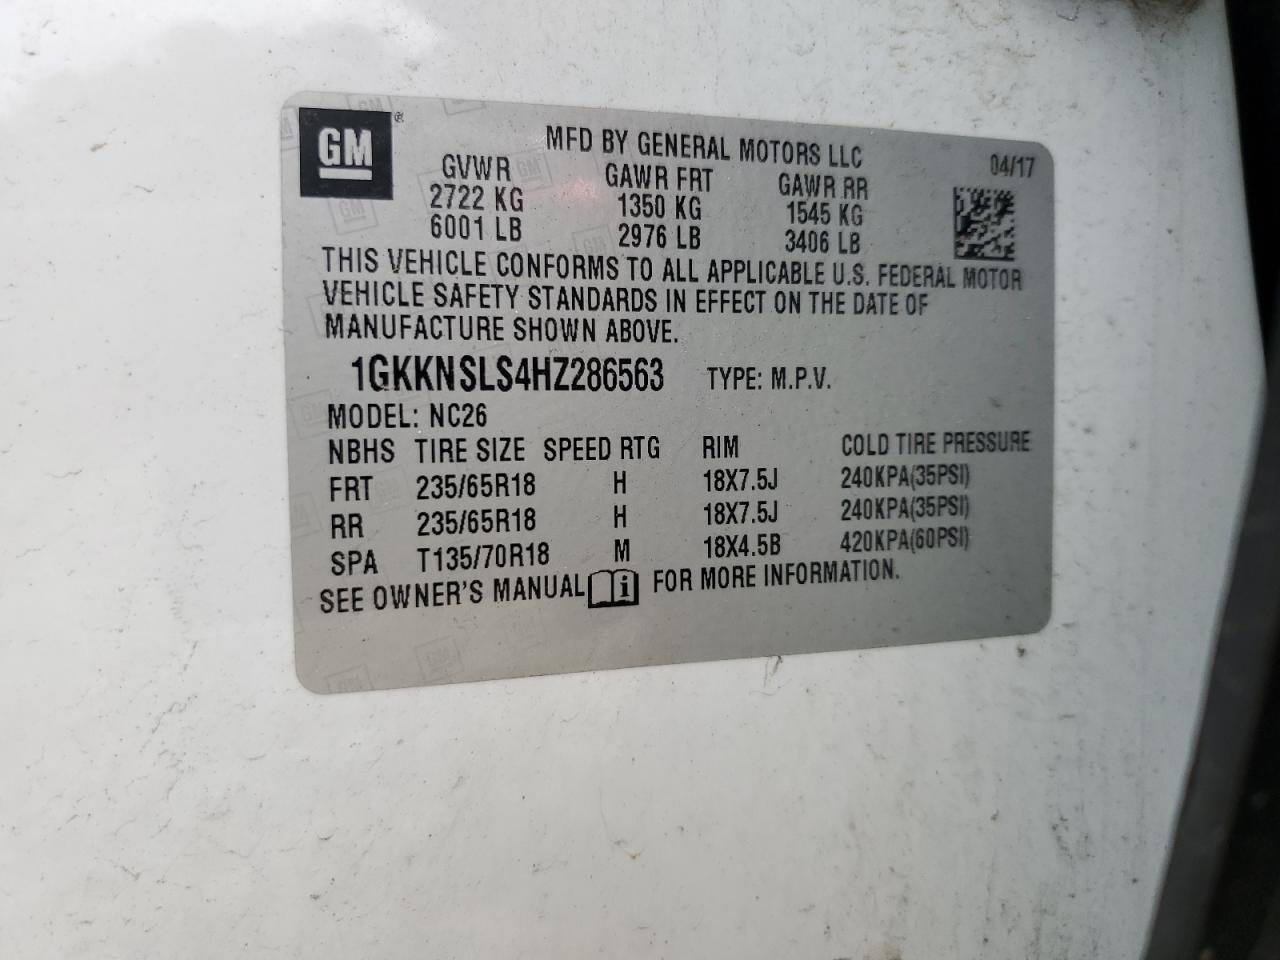 GM ®
MFD BY GENERAL MOTORS LLC 04/17
GVWR GAWR FRT GAWR RR
2722 KG 1350 KG 1545 KG
6001 LB 2976 LB 3406 LB
THIS VEHICLE CONFORMS TO ALL APPLICABLE U.S. FEDERAL MOTOR
VEHICLE SAFETY STANDARDS IN EFFECT ON THE DATE OF
MANUFACTURE SHOWN ABOVE.
1GKKNSLS4HZ286563 TYPE: M.P.V.
MODEL: NC26
NBHS TIRE SIZE SPEED RTG RIM COLD TIRE PRESSURE
FRT 235/65R18 H 18X7.5J 240KPA(35PSI)
RR 235/65R18 H 18X7.5J 240KPA(35PSI)
SPA T135/70R18 M 18X4.5B 420KPA(60PSI)
SEE OWNER'S MANUAL i FOR MORE INFORMATION.